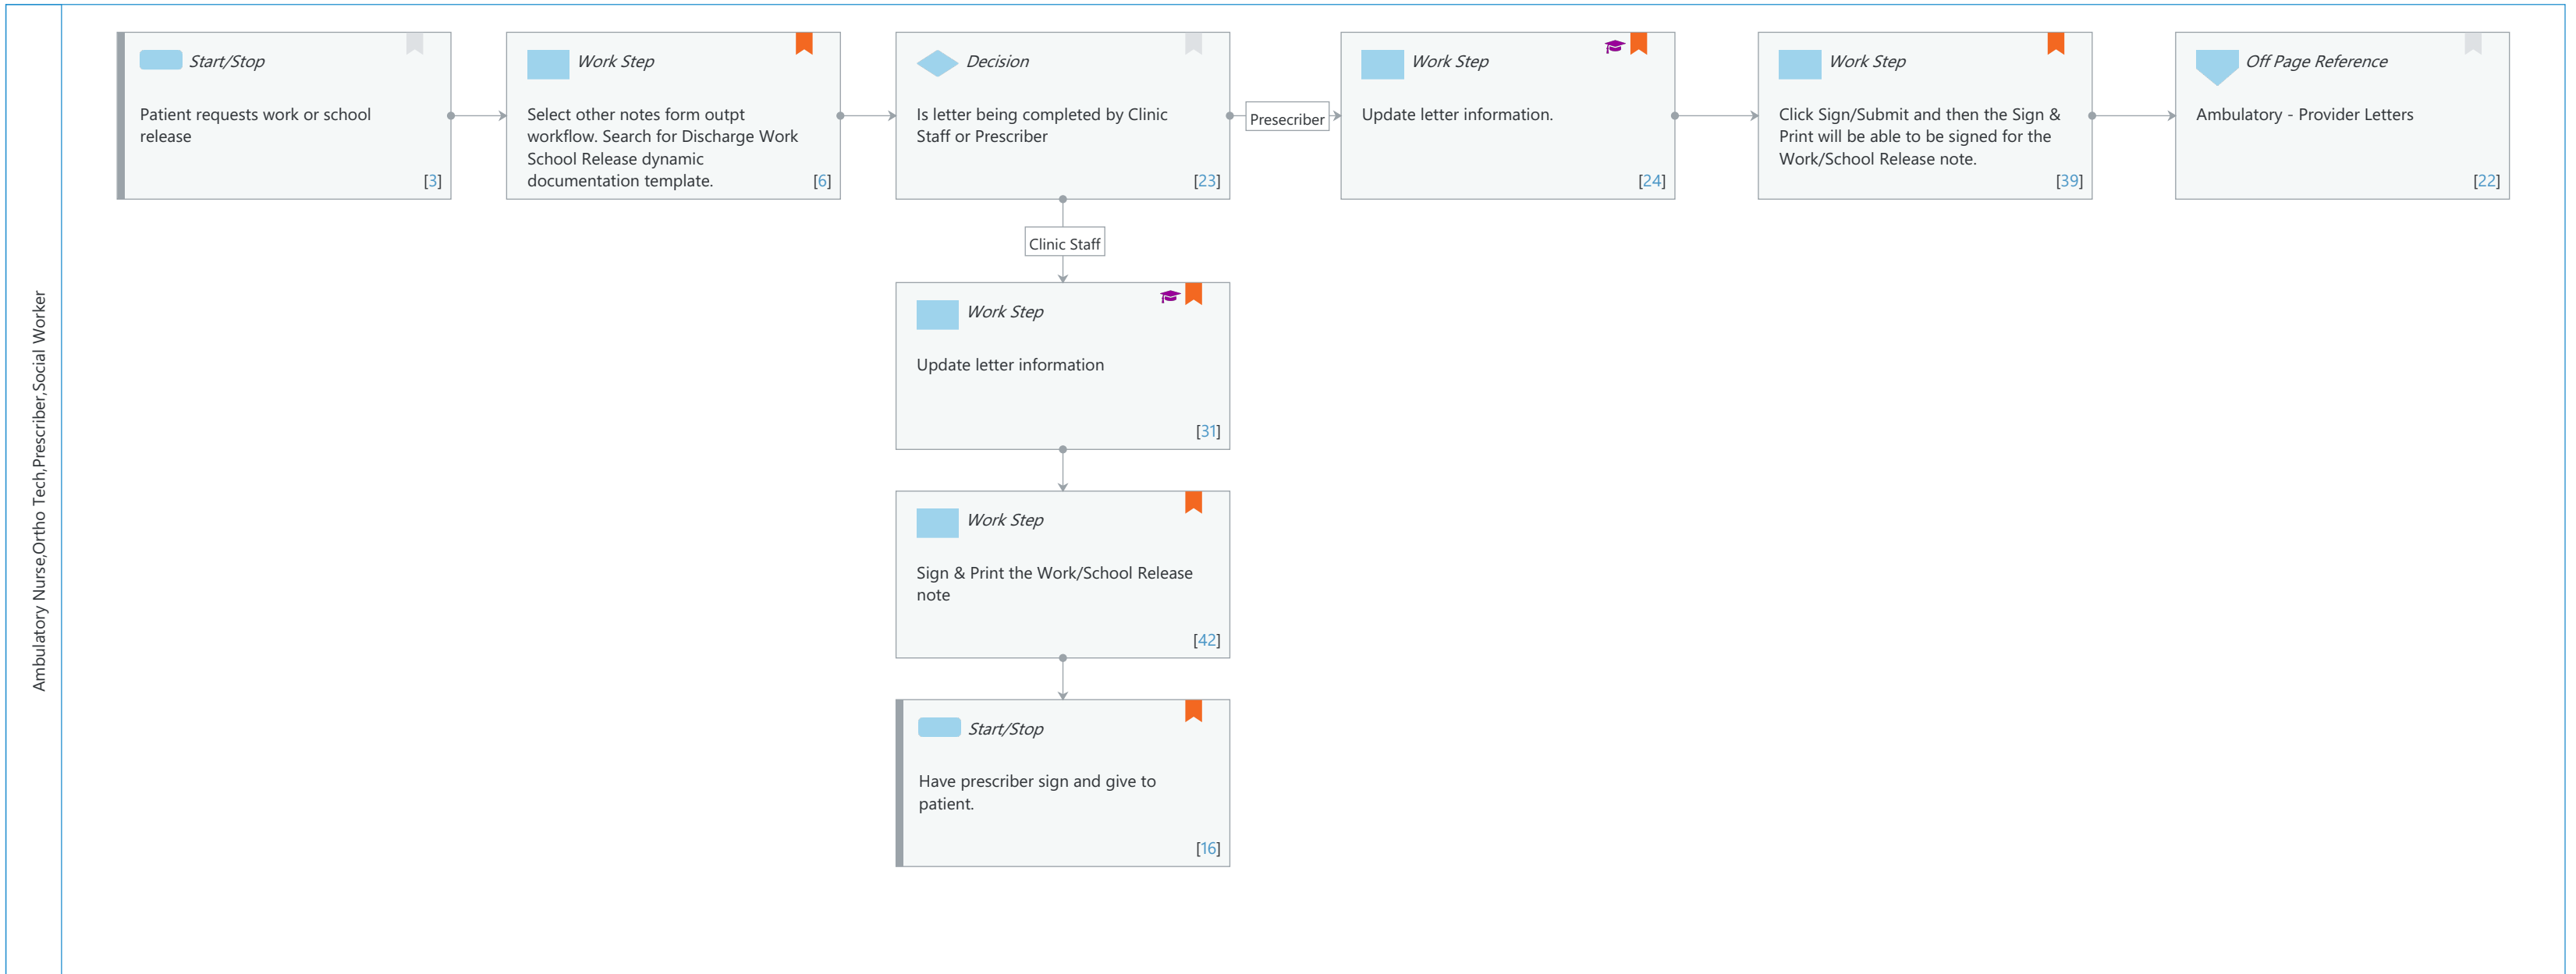 Ambulatory Nurse,Ortho Tech,Prescriber,Social Worker
Start/Stop
Patient requests work or school
release
[3]
Work Step
Select other notes form outpt
workflow. Search for Discharge Work
School Release dynamic
documentation template.
[6]
Decision
Is letter being completed by Clinic
Staff or Prescriber
[23]
Presecriber
Work Step
Update letter information.
[24]
Work Step
Click Sign/Submit and then the Sign &
Print will be able to be signed for the
Work/School Release note.
[39]
Off Page Reference
Ambulatory - Provider Letters
[22]
Clinic Staff
Work Step
Update letter information
[31]
Work Step
Sign & Print the Work/School Release
note
[42]
Start/Stop
Have prescriber sign and give to
patient.
[16]